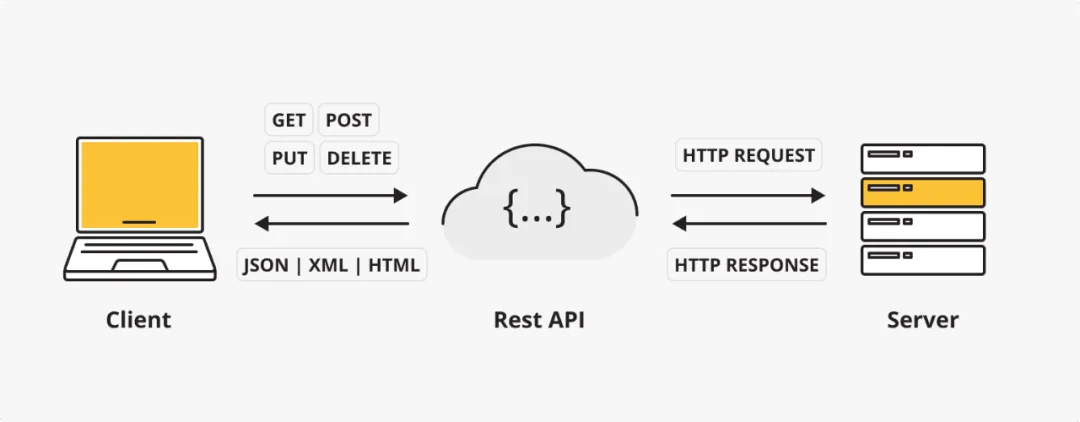 GET POST
PUT DELETE
HTTP REQUEST
{...}
JSON | XML | HTML
HTTP RESPONSE
Client
Rest API
Server